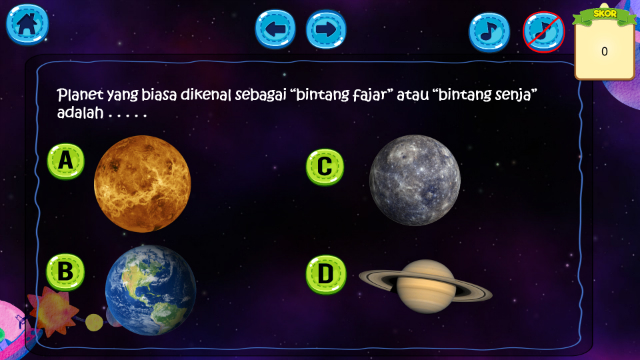 SKOR
0
Planet yang biasa dikenal sebagai “bintang fajar” atau “bintang senja”
adalah . . . . .
A
C
B
D